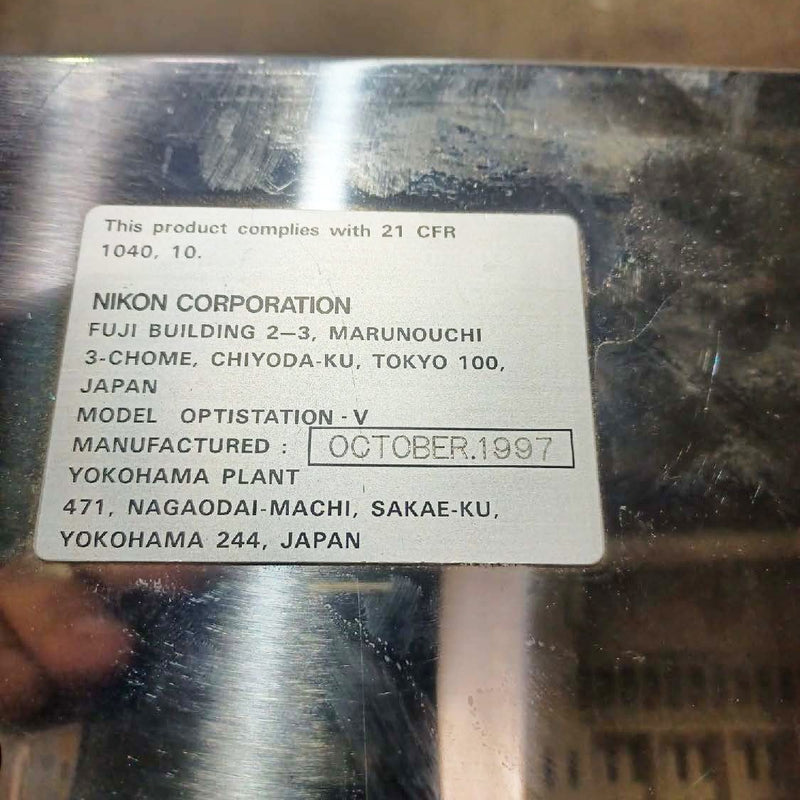 This product complies with 21 CFR
1040, 10.
NIKON CORPORATION
FUJI BUILDING 2–3, MARUNOUCHI
3-CHOME, CHIYODA-KU, TOKYO 100,
JAPAN
MODEL OPTISTATION - V
MANUFACTURED : OCTOBER.1997
YOKOHAMA PLANT
471, NAGAODAI-MACHI, SAKAE-KU,
YOKOHAMA 244, JAPAN